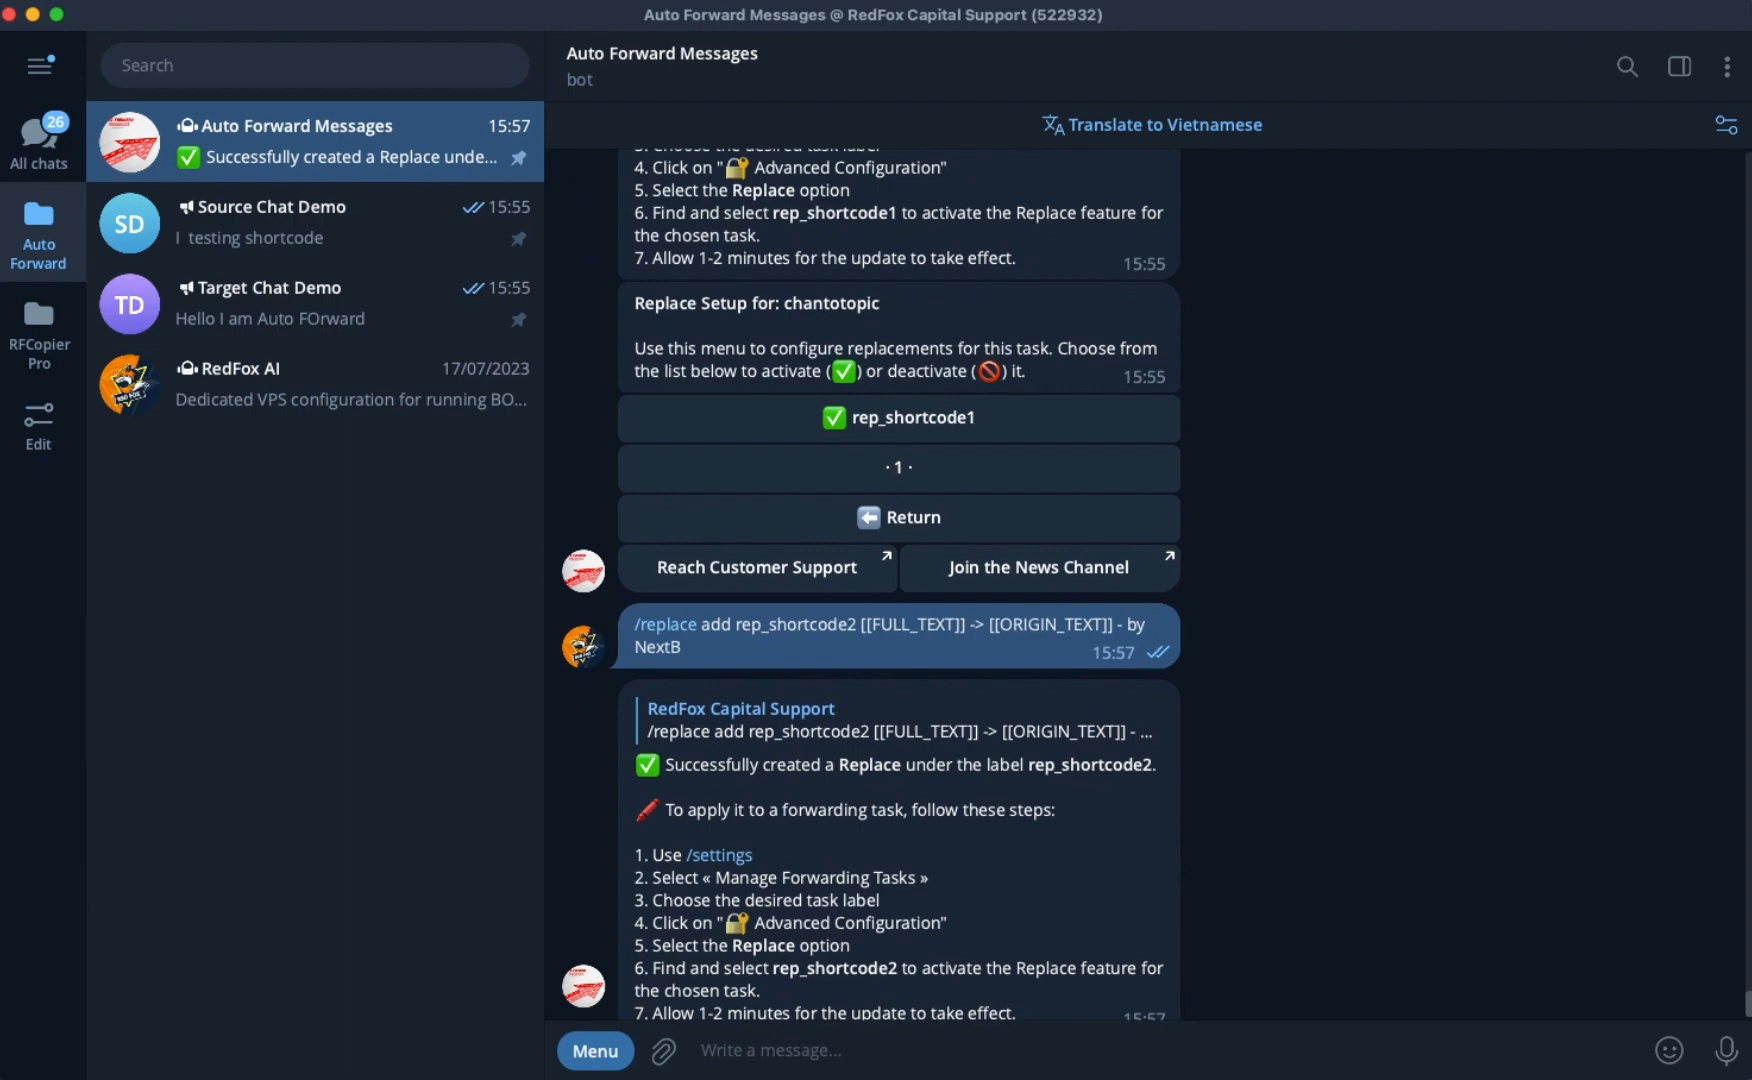 Auto Forward Messages @ RedFox Capital Support (522932)
Search
26
All chats
Auto
Forward
RFCopier
Pro
Edit
Auto Forward Messages 15:57
Successfully created a Replace unde...
SD
Source Chat Demo 15:55
I testing shortcode
TD
Target Chat Demo 15:55
Hello I am Auto FOrward
RedFox AI 17/07/2023
Dedicated VPS configuration for running BO...
Auto Forward Messages
bot
Translate to Vietnamese
3. Choose the desired task label
4. Click on "🔐 Advanced Configuration"
5. Select the Replace option
6. Find and select rep_shortcode1 to activate the Replace feature for
the chosen task.
7. Allow 1-2 minutes for the update to take effect.
15:55
Replace Setup for: chantotopic
Use this menu to configure replacements for this task. Choose from
the list below to activate (✅) or deactivate (🚫) it.
15:55
✅ rep_shortcode1
· 1 ·
⬅️ Return
Reach Customer Support
Join the News Channel
/replace add rep_shortcode2 [[FULL_TEXT]] -> [[ORIGIN_TEXT]] - by
NextB
15:57
RedFox Capital Support
/replace add rep_shortcode2 [[FULL_TEXT]] -> [[ORIGIN_TEXT]] - ...
✅ Successfully created a Replace under the label rep_shortcode2.
🖍 To apply it to a forwarding task, follow these steps:
1. Use /settings
2. Select « Manage Forwarding Tasks »
3. Choose the desired task label
4. Click on "🔐 Advanced Configuration"
5. Select the Replace option
6. Find and select rep_shortcode2 to activate the Replace feature for
the chosen task.
7. Allow 1-2 minutes for the update to take effect.
15:57
Menu
Write a message...